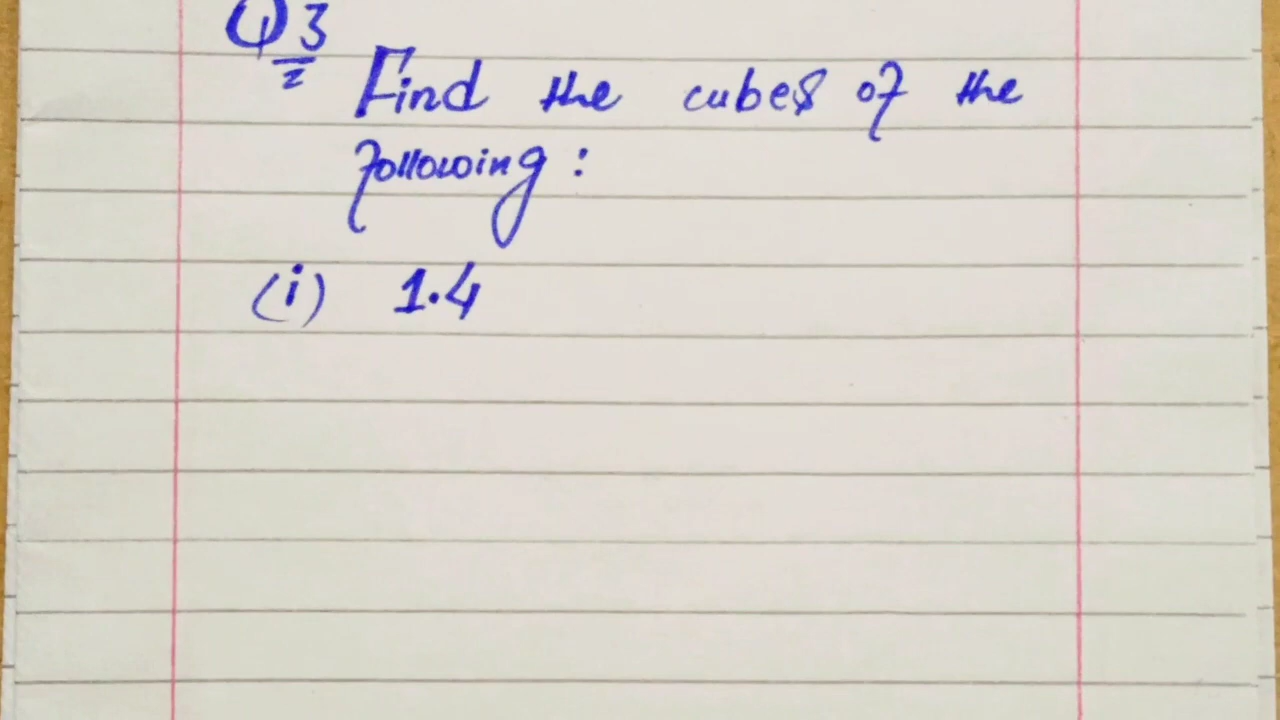 Q3
Find the cubes of the
following:
(i) 1.4